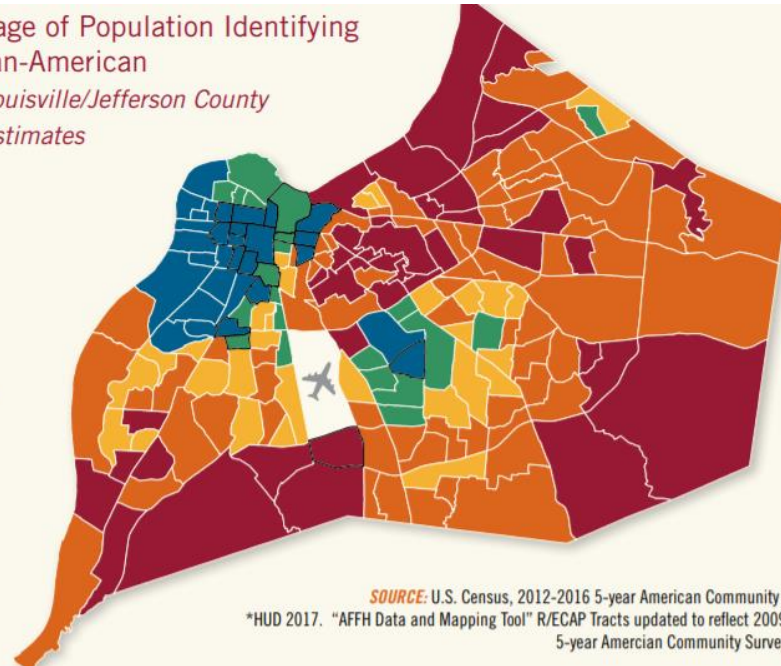 age of Population Identifying
an-American
ouisville/Jefferson County
stimates
SOURCE: U.S. Census, 2012-2016 5-year American Community
*HUD 2017. “AFFH Data and Mapping Tool” R/ECAP Tracts updated to reflect 2009
5-year Amercian Community Surve